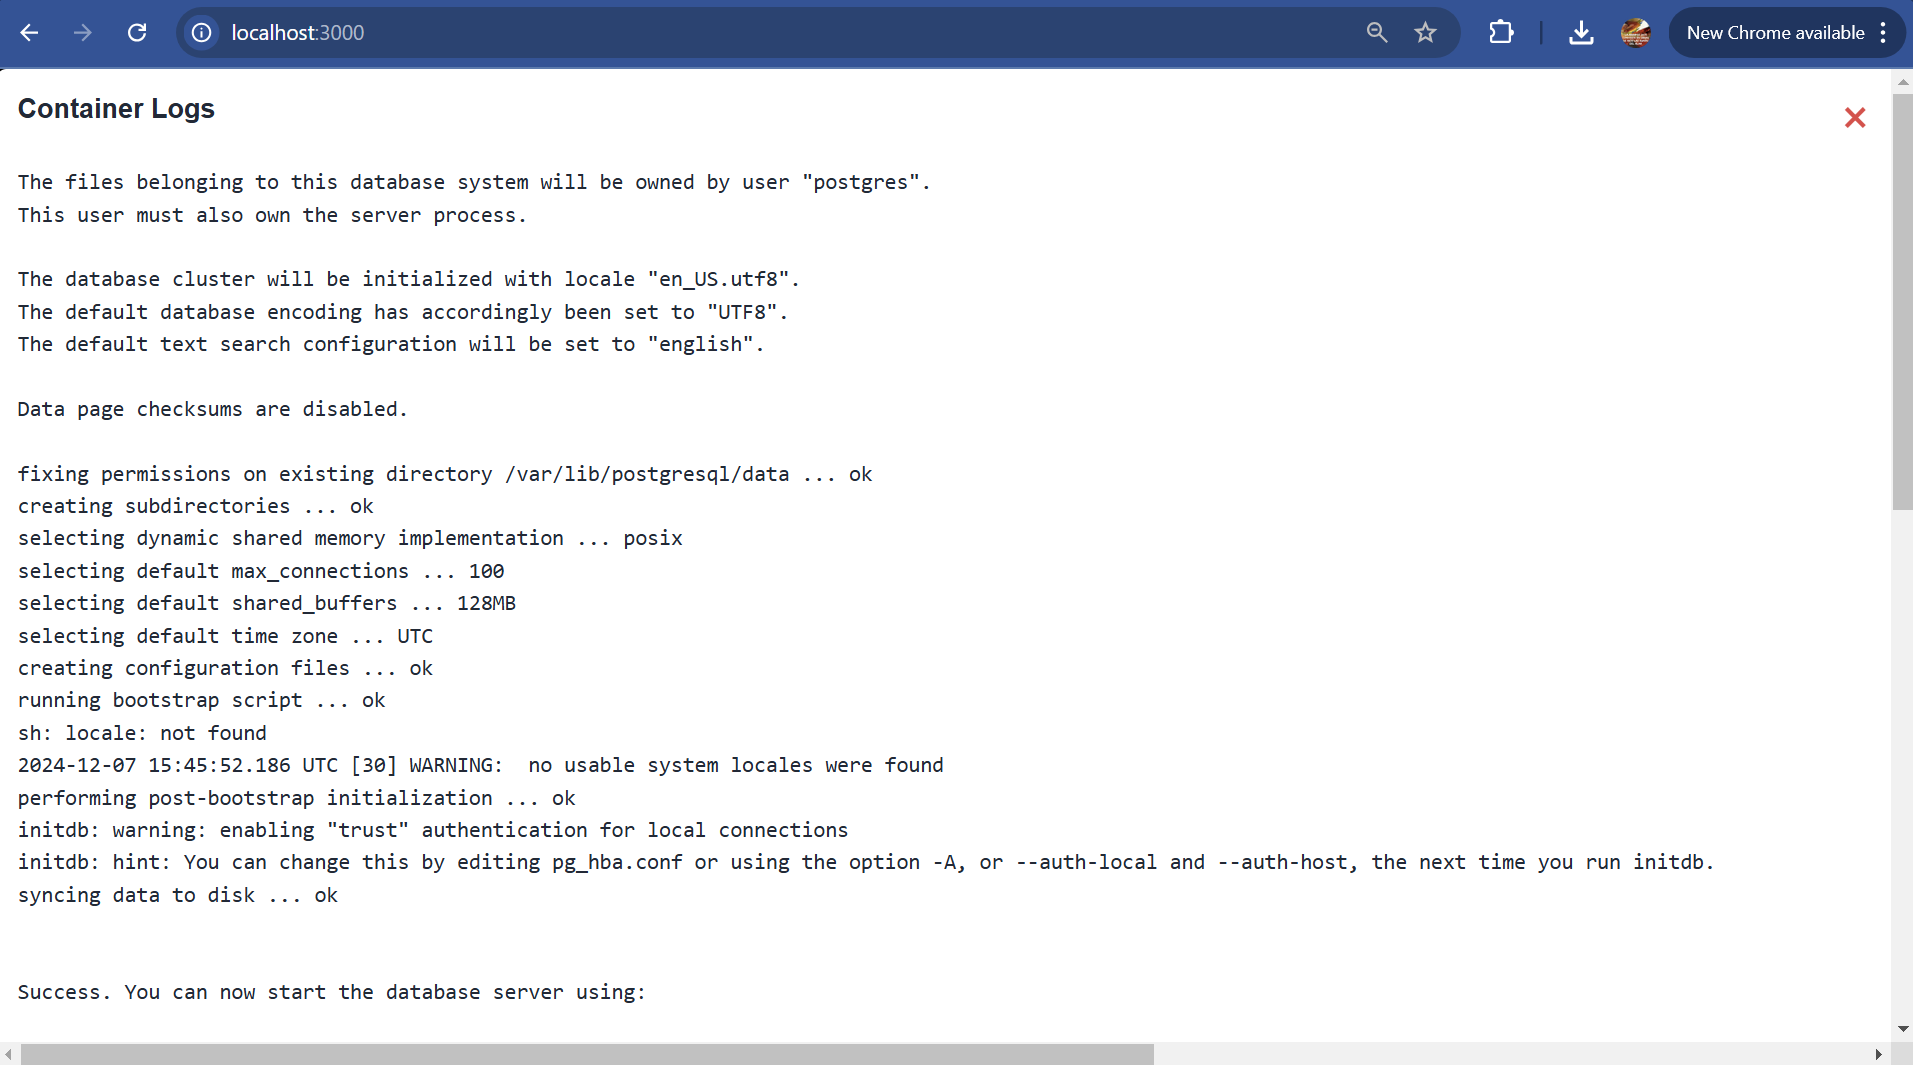 localhost:3000
New Chrome available
Container Logs
The files belonging to this database system will be owned by user "postgres".
This user must also own the server process.
The database cluster will be initialized with locale "en_US.utf8".
The default database encoding has accordingly been set to "UTF8".
The default text search configuration will be set to "english".
Data page checksums are disabled.
fixing permissions on existing directory /var/lib/postgresql/data ... ok
creating subdirectories ... ok
selecting dynamic shared memory implementation ... posix
selecting default max_connections ... 100
selecting default shared_buffers ... 128MB
selecting default time zone ... UTC
creating configuration files ... ok
running bootstrap script ... ok
sh: locale: not found
2024-12-07 15:45:52.186 UTC [30] WARNING:  no usable system locales were found
performing post-bootstrap initialization ... ok
initdb: warning: enabling "trust" authentication for local connections
initdb: hint: You can change this by editing pg_hba.conf or using the option -A, or --auth-local and --auth-host, the next time you run initdb.
syncing data to disk ... ok
Success. You can now start the database server using: